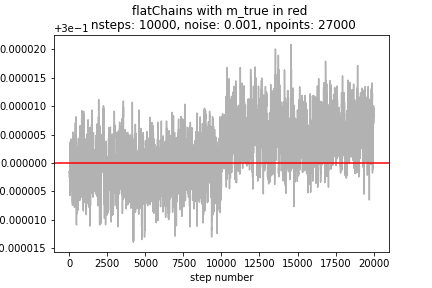 flatChains with m_true in red
+3e−1
nsteps: 10000, noise: 0.001, npoints: 27000
0.000020
0.000015
0.000010
0.000005
0.000000
0.000005
0.000010
0.000015
0 2500 5000 7500 10000 12500 15000 17500 20000
step number